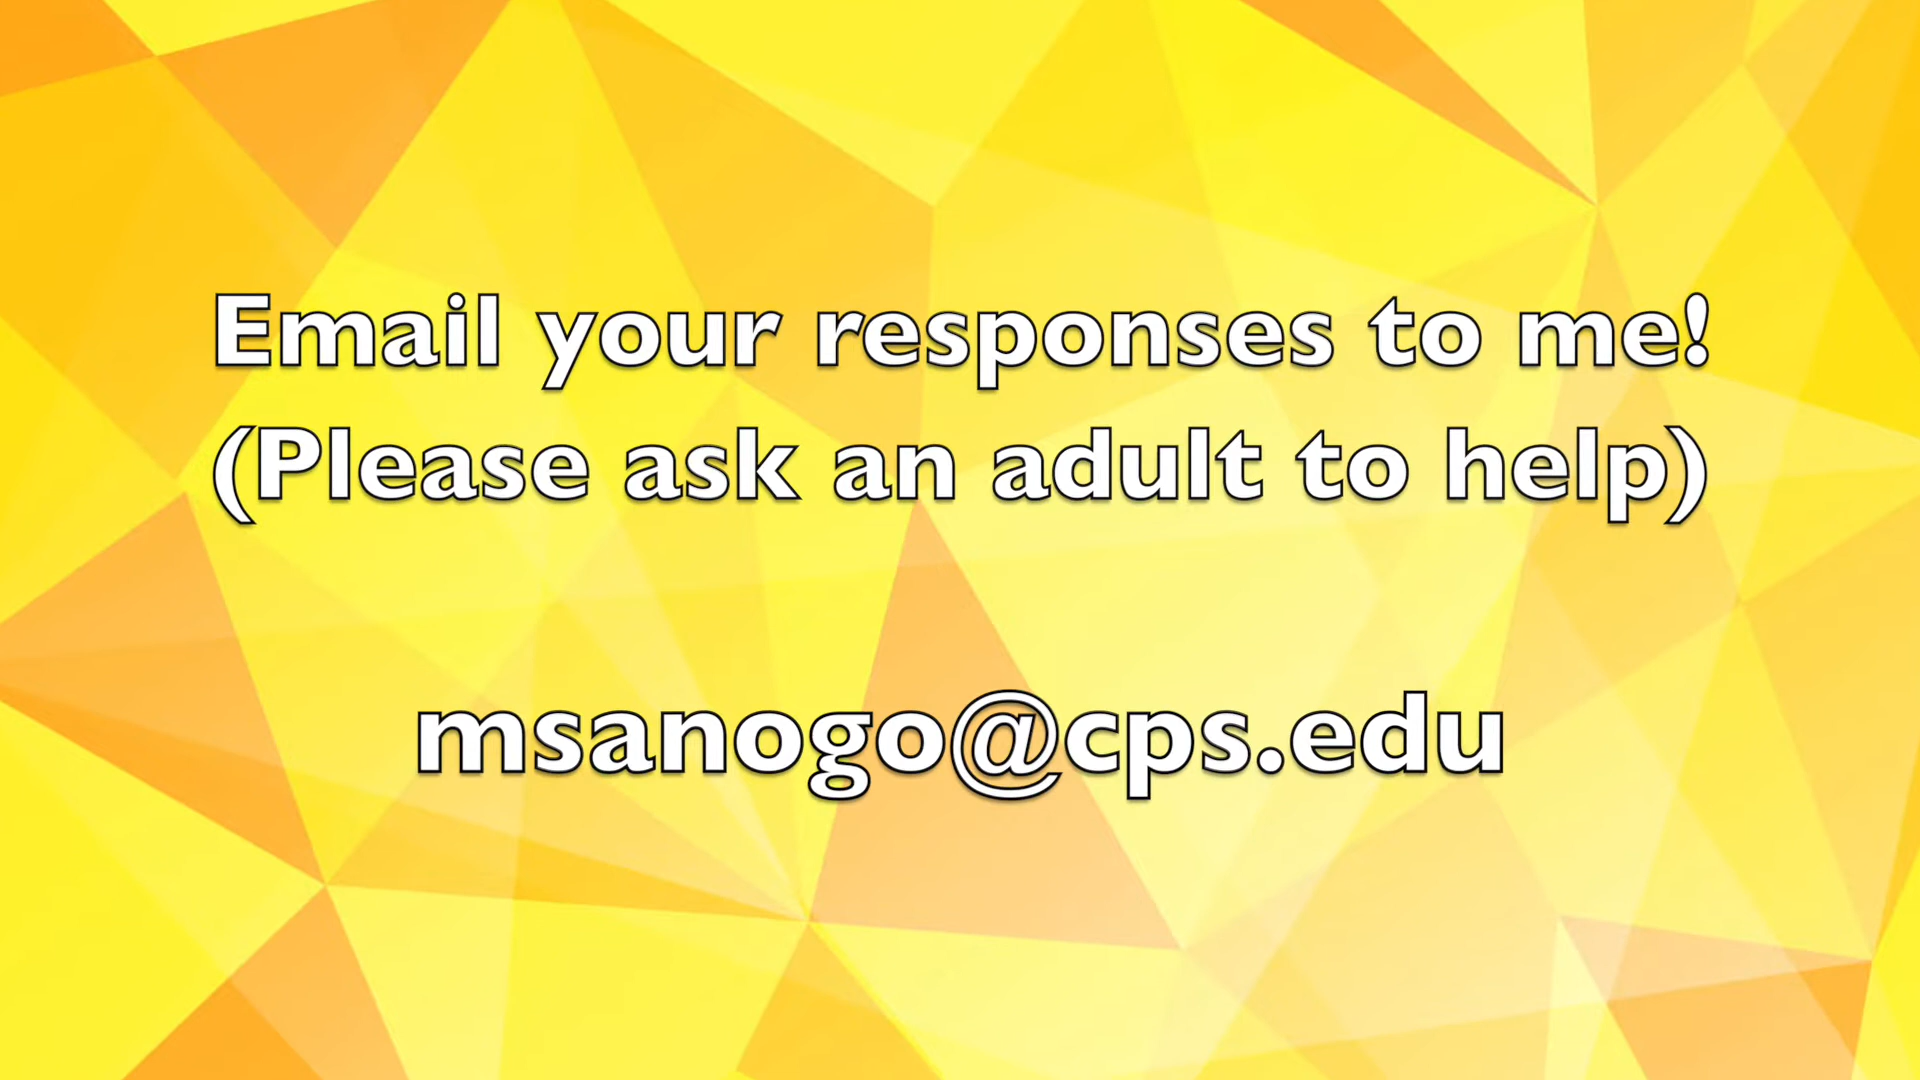 Email your responses to me!
(Please ask an adult to help)
msanogo@cps.edu